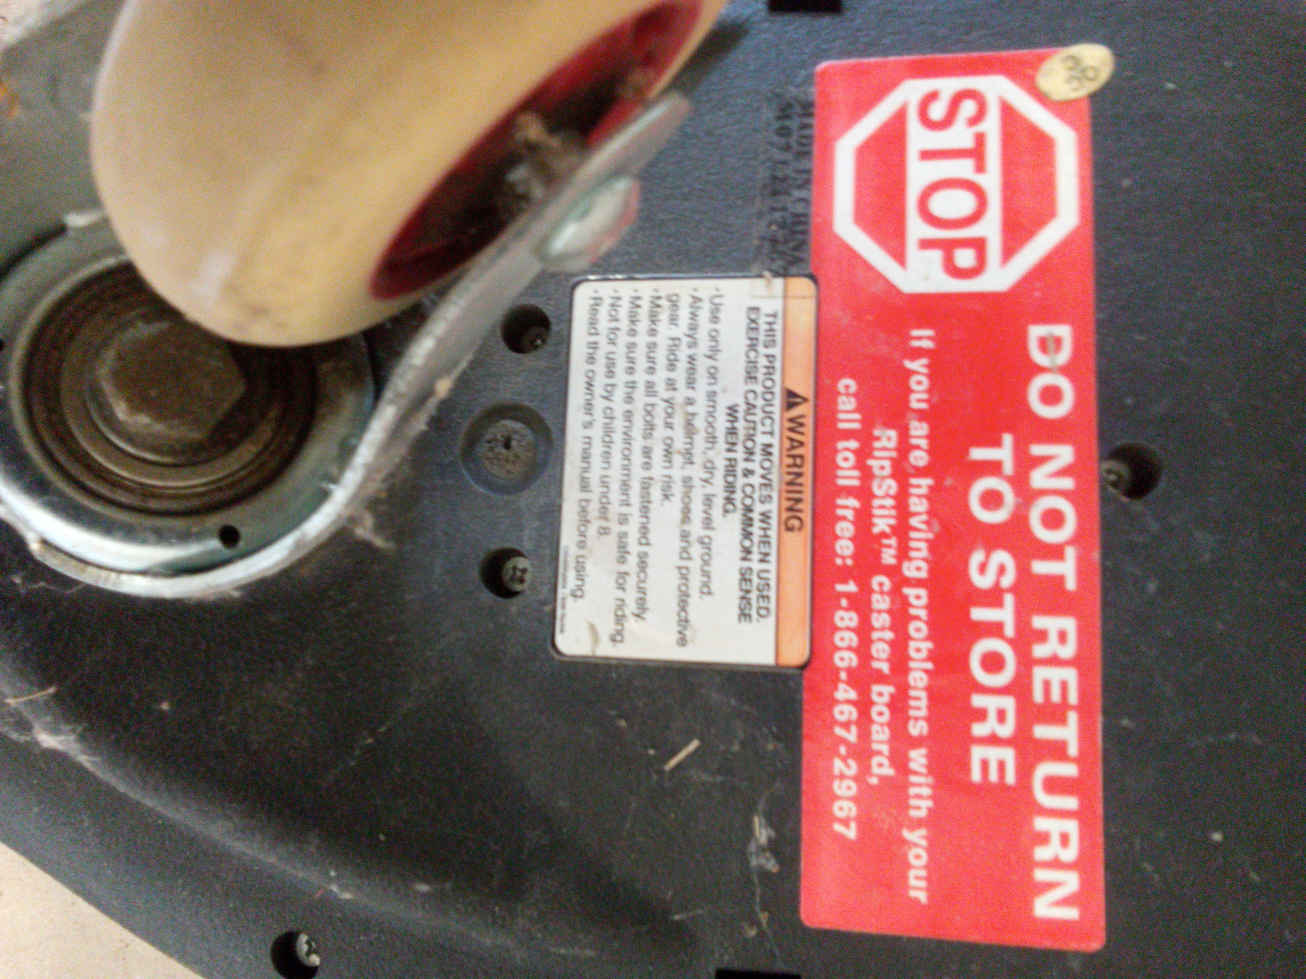 STOP
DO NOT RETURN
TO STORE
If you are having problems with your
RipStik™ caster board,
call toll free: 1-866-467-2967
MADE IN CHINA
WARNING
THIS PRODUCT MOVES WHEN USED.
EXERCISE CAUTION & COMMON SENSE
WHEN RIDING.
· Use only on smooth, dry, level ground.
· Always wear a helmet, shoes and protective
gear. Ride at your own risk.
· Make sure all bolts are fastened securely.
· Make sure the environment is safe for riding.
· Not for use by children under 8.
· Read the owner's manual before using.